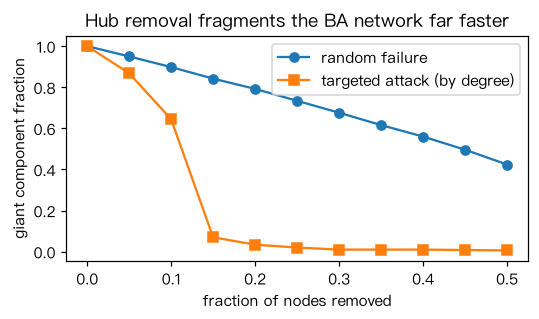 Hub removal fragments the BA network far faster
giant component fraction
1.0
0.8
0.6
0.4
0.2
0.0
random failure
targeted attack (by degree)
0.0 0.1 0.2 0.3 0.4 0.5
fraction of nodes removed